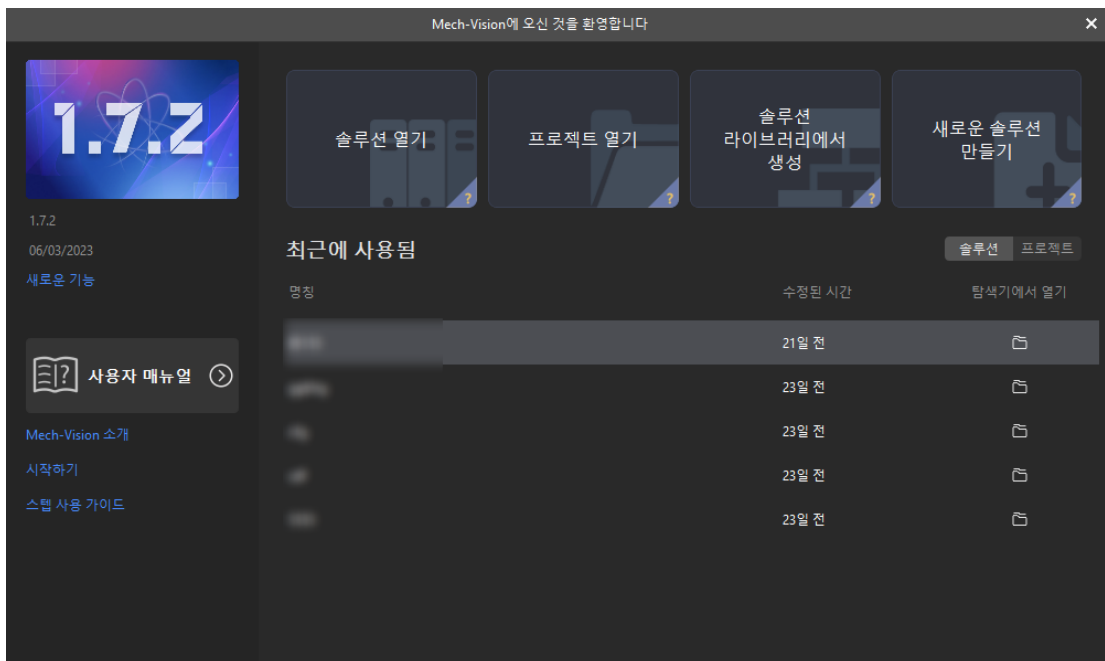 Mech-Vision에 오신 것을 환영합니다
1.7.2
1.7.2
06/03/2023
새로운 기능
사용자 매뉴얼
Mech-Vision 소개
시작하기
스텝 사용 가이드
솔루션 열기
?
프로젝트 열기
?
솔루션
라이브러리에서
생성
?
새로운 솔루션
만들기
?
최근에 사용됨
솔루션 프로젝트
명칭 수정된 시간 탐색기에서 열기
21일 전
23일 전
23일 전
23일 전
23일 전